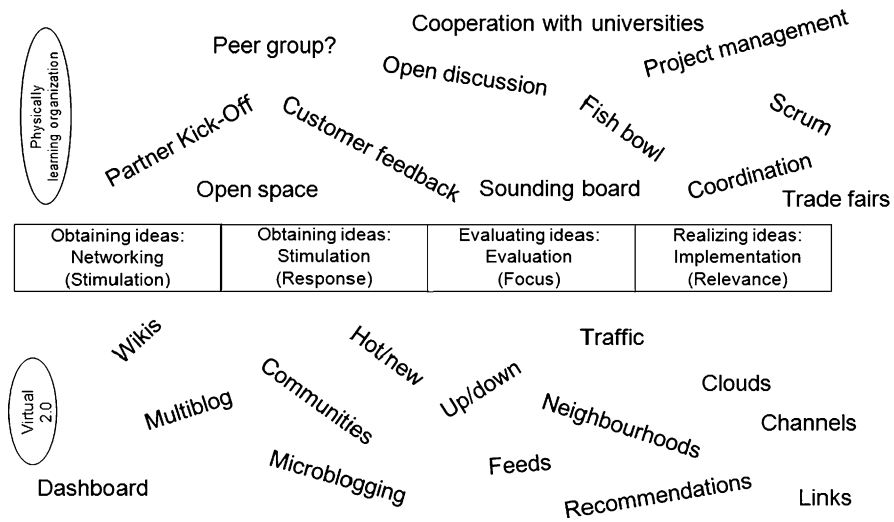 Cooperation with universities
Peer group?
Project management
Open discussion
Physically
learning organization
Partner Kick-Off
Customer feedback
Fish bowl
Scrum
Open space
Sounding board
Coordination
Trade fairs
Obtaining ideas:
Networking
(Stimulation)
Obtaining ideas:
Stimulation
(Response)
Evaluating ideas:
Evaluation
(Focus)
Realizing ideas:
Implementation
(Relevance)
Wikis
Hot/new
Traffic
Communities
Up/down
Clouds
Virtual
2.0
Multiblog
Neighbourhoods
Channels
Microblogging
Feeds
Dashboard
Recommendations
Links